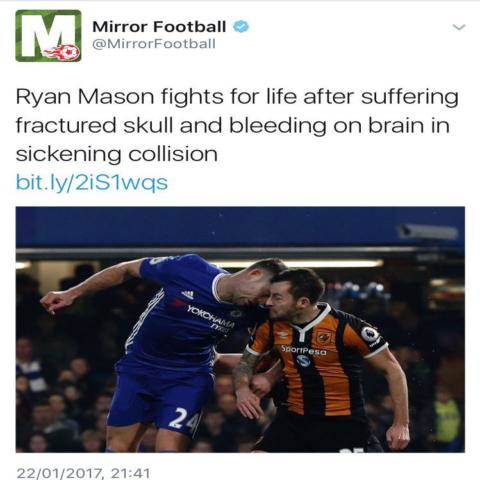 M
Mirror Football
@MirrorFootball
Ryan Mason fights for life after suffering
fractured skull and bleeding on brain in
sickening collision
bit.ly/2iS1wqs
YOKOHAMA
TYRES
SportPesa
24
22/01/2017, 21:41